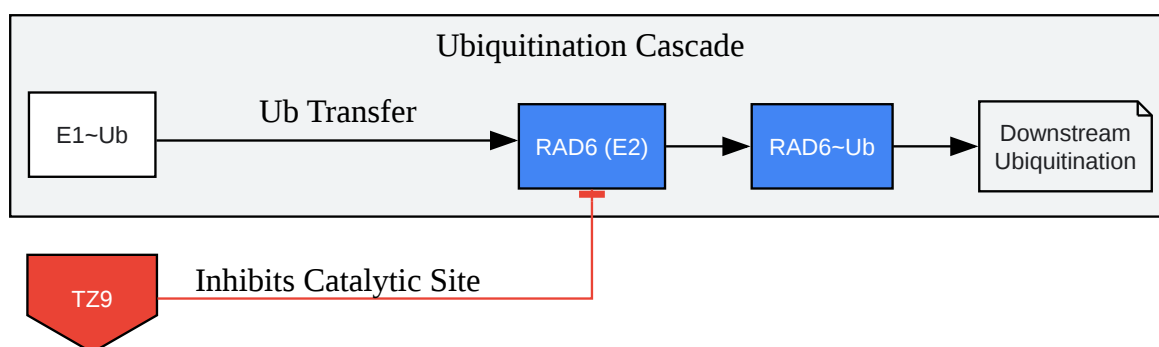 Ubiquitination Cascade
Ub Transfer
E1~Ub
RAD6 (E2)
RAD6~Ub
Downstream
Ubiquitination
Inhibits Catalytic Site
TZ9